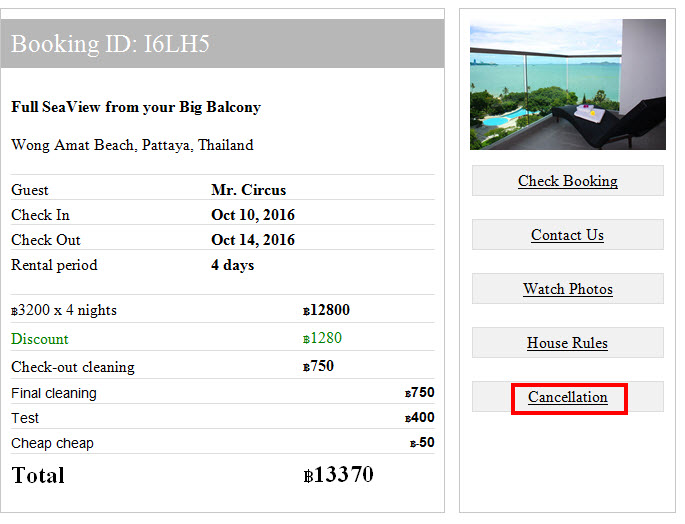 Booking ID: I6LH5
Full SeaView from your Big Balcony
Wong Amat Beach, Pattaya, Thailand
Guest Mr. Circus
Check In Oct 10, 2016
Check Out Oct 14, 2016
Rental period 4 days
฿3200 x 4 nights ฿12800
Discount ฿1280
Check-out cleaning ฿750
Final cleaning ฿750
Test ฿400
Cheap cheap ฿-50
Total ฿13370
Check Booking
Contact Us
Watch Photos
House Rules
Cancellation